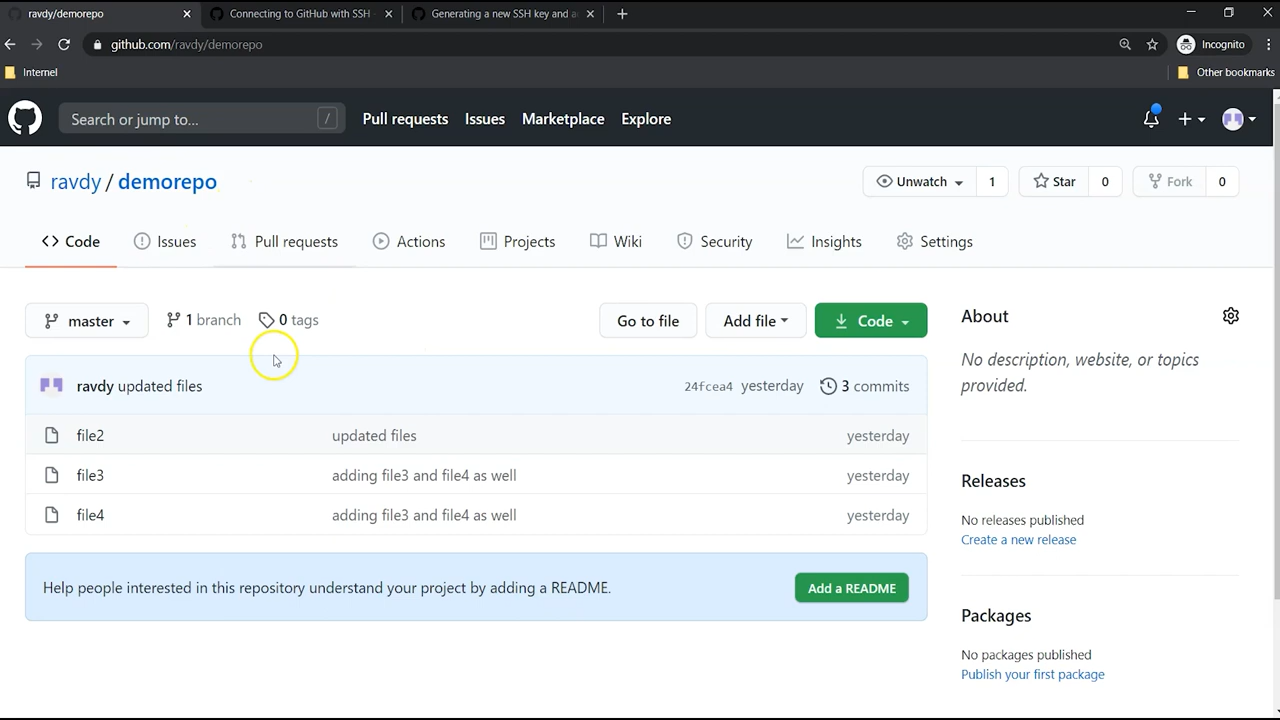 ravdy/demorepo
Connecting to GitHub with SSH -
Generating a new SSH key and a
github.com/ravdy/demorepo
Incognito
Internet
Other bookmarks
Search or jump to...
/
Pull requests
Issues
Marketplace
Explore
ravdy / demorepo
Unwatch
1
Star
0
Fork
0
Code
Issues
Pull requests
Actions
Projects
Wiki
Security
Insights
Settings
master
1 branch
0 tags
Go to file
Add file
Code
ravdy updated files
24fcea4 yesterday
3 commits
file2
updated files
yesterday
file3
adding file3 and file4 as well
yesterday
file4
adding file3 and file4 as well
yesterday
Help people interested in this repository understand your project by adding a README.
Add a README
About
No description, website, or topics
provided.
Releases
No releases published
Create a new release
Packages
No packages published
Publish your first package